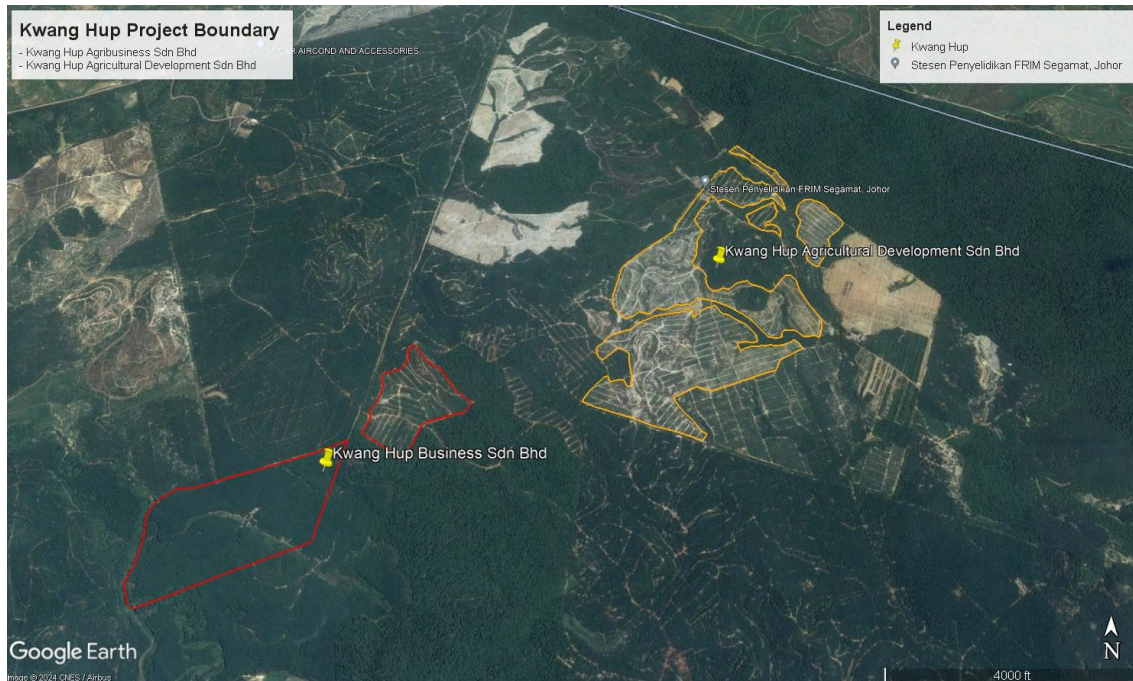 Kwang Hup Project Boundary
- Kwang Hup Agribusiness Sdn Bhd
- Kwang Hup Agricultural Development Sdn Bhd
CAR AIRCOND AND ACCESSORIES
Legend
Kwang Hup
Stesen Penyelidikan FRIM Segamat, Johor
Stesen Penyelidikan FRIM Segamat, Johor
Kwang Hup Agricultural Development Sdn Bhd
Kwang Hup Business Sdn Bhd
Google Earth
Image © 2024 CNES / Airbus
4000 ft
N